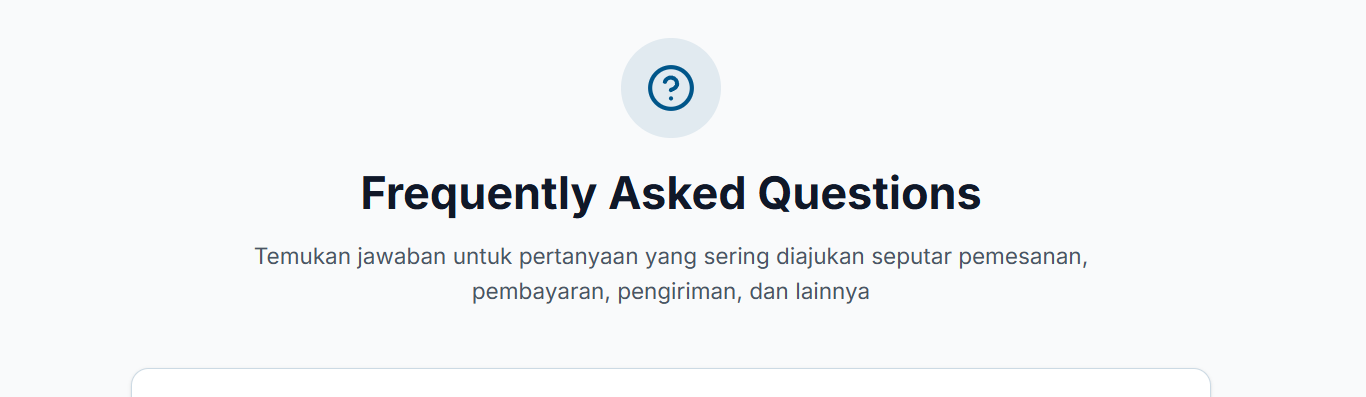 Frequently Asked Questions
Temukan jawaban untuk pertanyaan yang sering diajukan seputar pemesanan,
pembayaran, pengiriman, dan lainnya